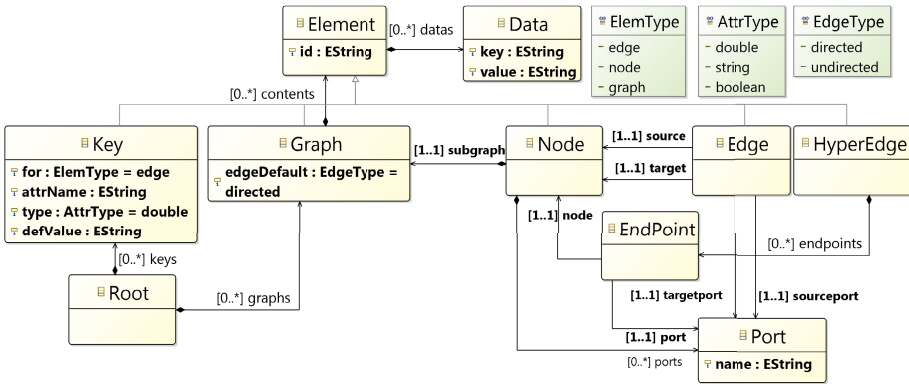 Element
id : EString
[0..*] datas
Data
key : EString
value : EString
ElemType
edge
node
graph
AttrType
double
string
boolean
EdgeType
directed
undirected
[0..*] contents
Key
for : ElemType = edge
attrName : EString
type : AttrType = double
defValue : EString
Graph
edgeDefault : EdgeType =
directed
[1..1] subgraph
Node
[1..1] source
[1..1] target
Edge
HyperEdge
[1..1] node
EndPoint
[0..*] endpoints
[0..*] keys
Root
[0..*] graphs
[1..1] targetport
[1..1] sourceport
[1..1] port
[0..*] ports
Port
name : EString